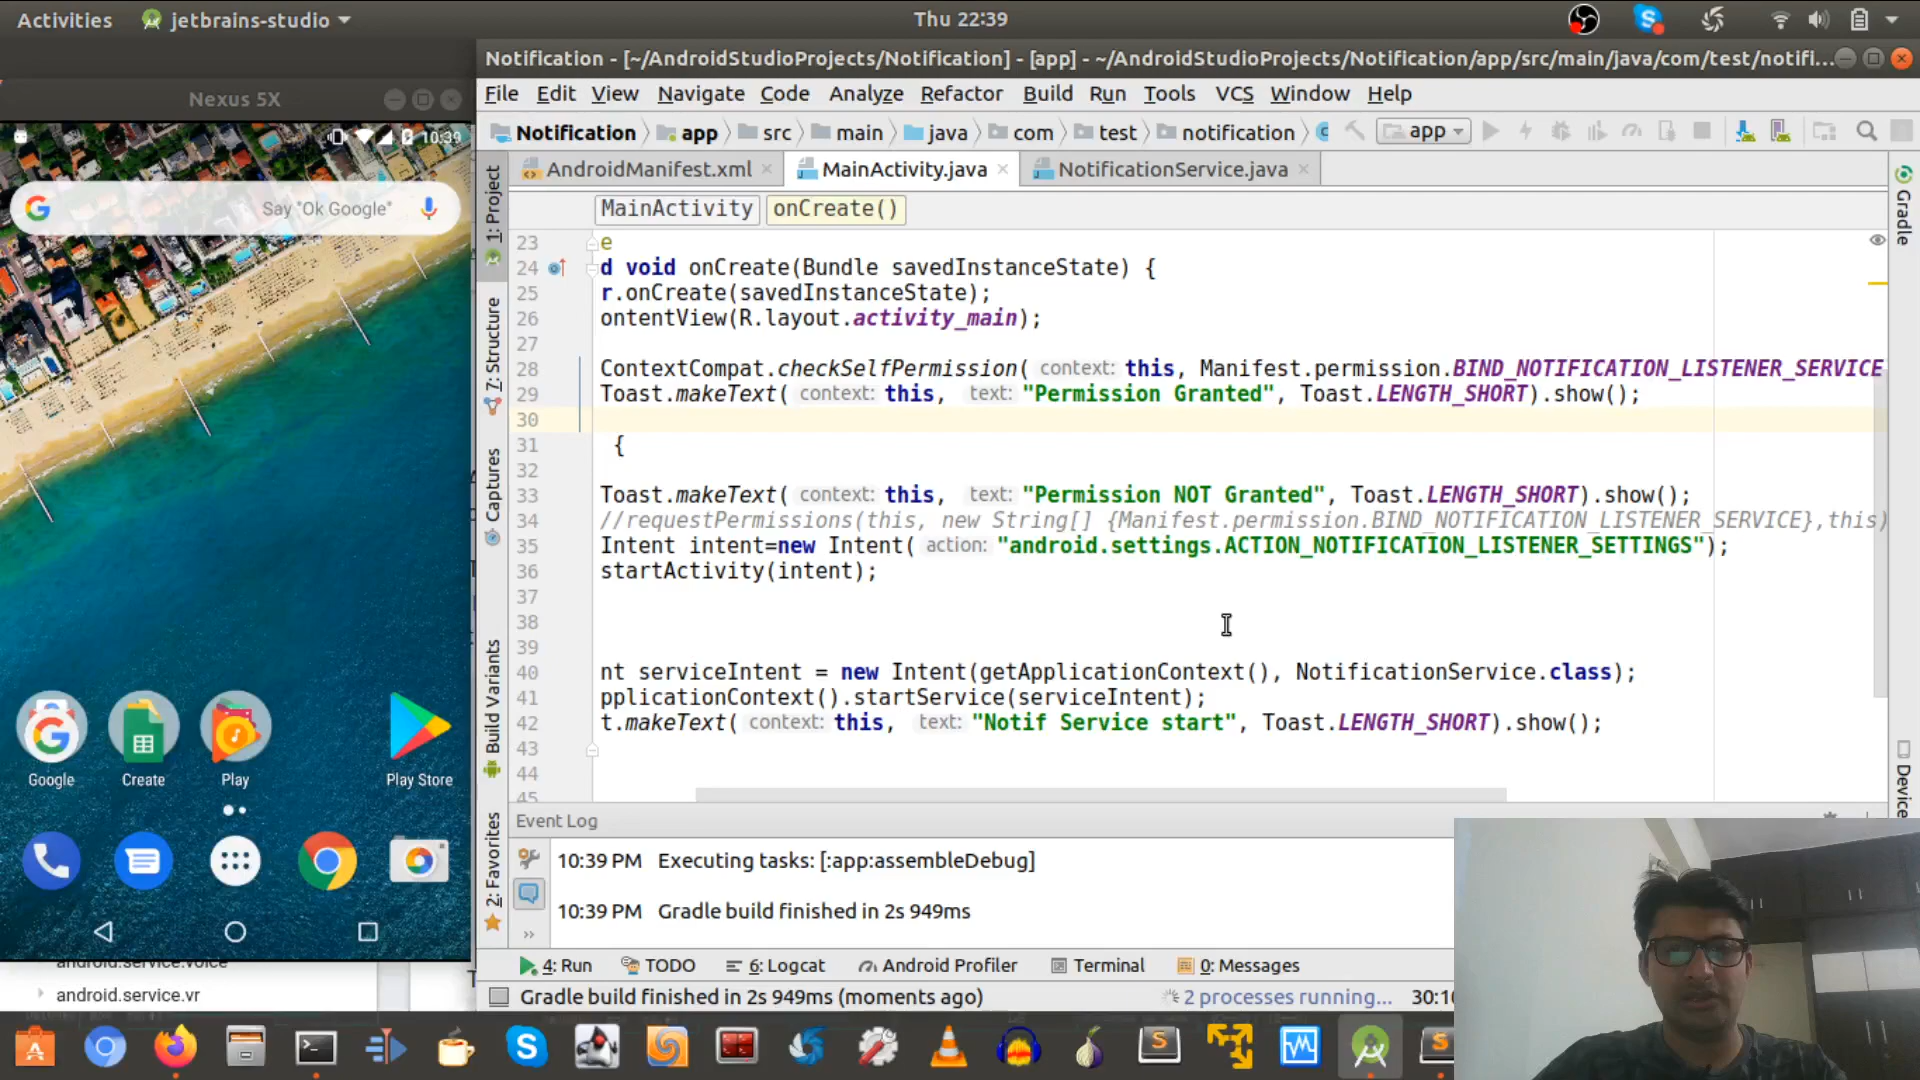 Activities
jetbrains-studio
Thu 22:39
Nexus 5X
10:39
Say "Ok Google"
Google
Create
Play
Play Store
android.service.voice
android.service.vr
Notification - [~/AndroidStudioProjects/Notification] - [app] - ~/AndroidStudioProjects/Notification/app/src/main/java/com/test/notifi...
File Edit View Navigate Code Analyze Refactor Build Run Tools VCS Window Help
Notification app src main java com test notification
app
AndroidManifest.xml
MainActivity.java
NotificationService.java
MainActivity
onCreate()
1: Project
7: Structure
Captures
Build Variants
2: Favorites
Gradle
Device
23 e
24 d void onCreate(Bundle savedInstanceState) {
25 r.onCreate(savedInstanceState);
26 ontentView(R.layout.activity_main);
27
28 ContextCompat.checkSelfPermission( context: this, Manifest.permission.BIND_NOTIFICATION_LISTENER_SERVICE
29 Toast.makeText( context: this, text: "Permission Granted", Toast.LENGTH_SHORT).show();
30
31 {
32
33 Toast.makeText( context: this, text: "Permission NOT Granted", Toast.LENGTH_SHORT).show();
34 //requestPermissions(this, new String[] {Manifest.permission.BIND_NOTIFICATION_LISTENER_SERVICE},this)
35 Intent intent=new Intent( action: "android.settings.ACTION_NOTIFICATION_LISTENER_SETTINGS");
36 startActivity(intent);
37
38
39
40 nt serviceIntent = new Intent(getApplicationContext(), NotificationService.class);
41 pplicationContext().startService(serviceIntent);
42 t.makeText( context: this, text: "Notif Service start", Toast.LENGTH_SHORT).show();
43
44
45
Event Log
10:39 PM Executing tasks: [:app:assembleDebug]
10:39 PM Gradle build finished in 2s 949ms
4: Run
TODO
6: Logcat
Android Profiler
Terminal
0: Messages
Gradle build finished in 2s 949ms (moments ago)
2 processes running...